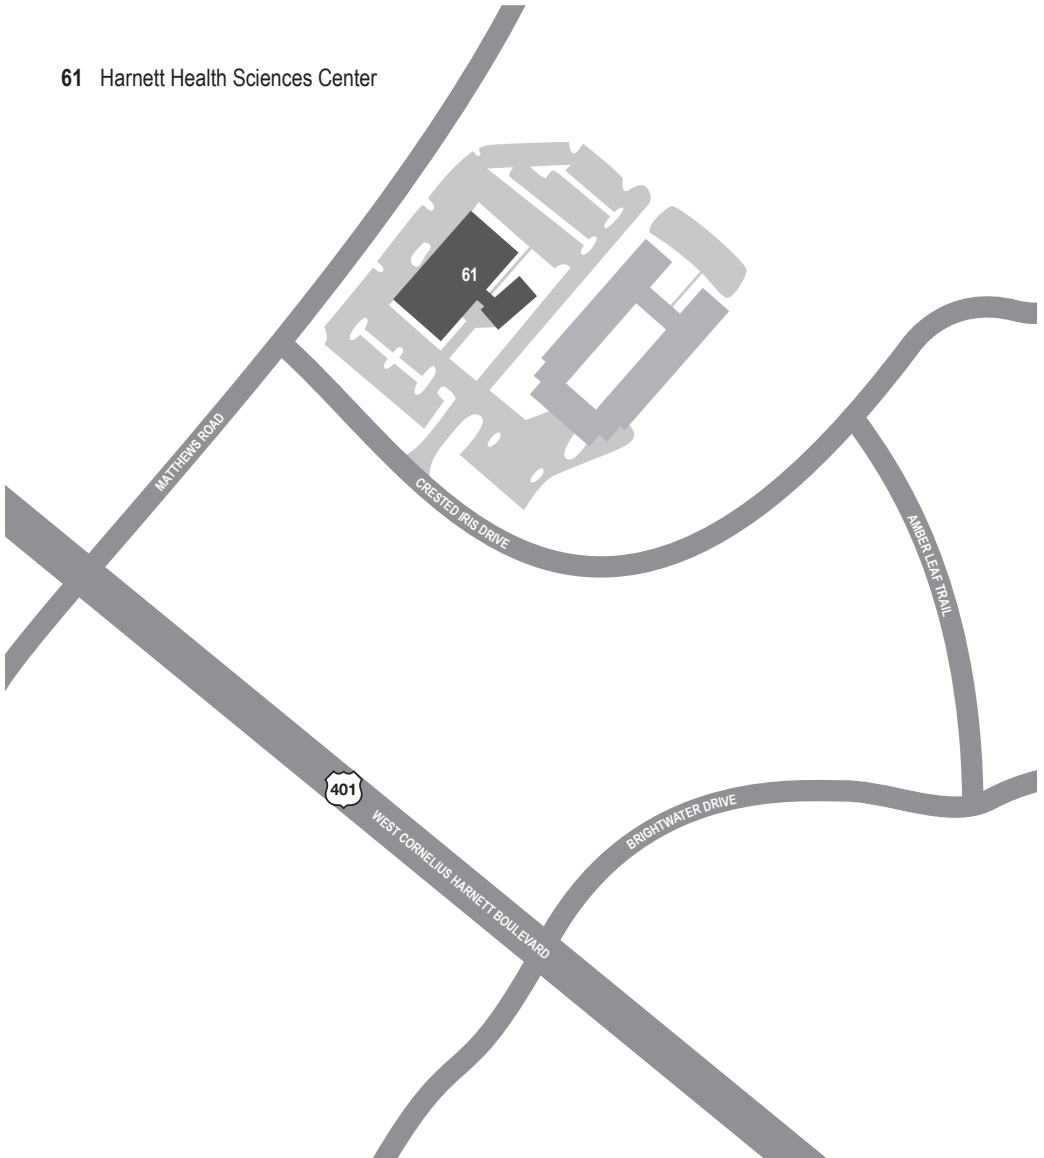 61 Harnett Health Sciences Center
61
MATTHEWS ROAD
CRESTED IRIS DRIVE
AMBER LEAF TRAIL
401
WEST CORNELIUS HARNETT BOULEVARD
BRIGHTWATER DRIVE